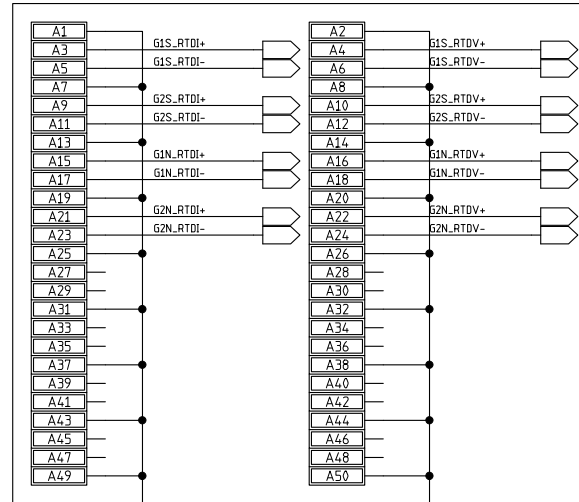 A1 A2
A3 G1S_RTDI+ A4 G1S_RTDV+
A5 G1S_RTDI- A6 G1S_RTDV-
A7 A8
A9 G2S_RTDI+ A10 G2S_RTDV+
A11 G2S_RTDI- A12 G2S_RTDV-
A13 A14
A15 G1N_RTDI+ A16 G1N_RTDV+
A17 G1N_RTDI- A18 G1N_RTDV-
A19 A20
A21 G2N_RTDI+ A22 G2N_RTDV+
A23 G2N_RTDI- A24 G2N_RTDV-
A25 A26
A27 A28
A29 A30
A31 A32
A33 A34
A35 A36
A37 A38
A39 A40
A41 A42
A43 A44
A45 A46
A47 A48
A49 A50